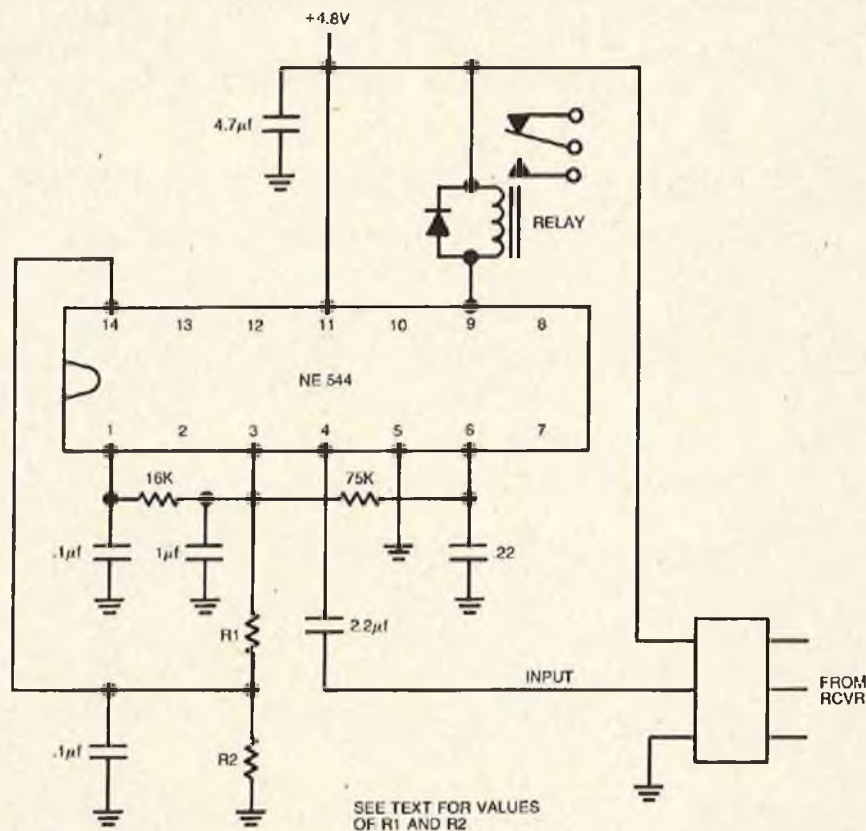 +4.8V
4.7µf
RELAY
14 13 12 11 10 9 8
NE 544
1 2 3 4 5 6 7
16K 75K
.1µf 1µf .22
R1 2.2µf
INPUT
FROM
RCVR
.1µf R2
SEE TEXT FOR VALUES
OF R1 AND R2